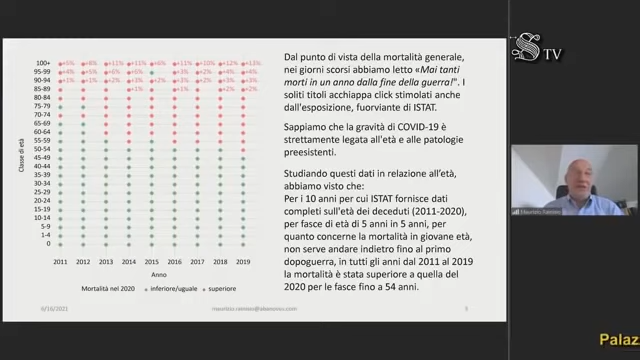 Dal punto di vista della mortalità generale,
nei giorni scorsi abbiamo letto «Mai tanti
morti in un anno dalla fine della guerra!". I
soliti titoli acchiappa click stimolati anche
dall'esposizione, fuorviante di ISTAT.
Sappiamo che la gravità di COVID-19 è
strettamente legata all'età e alle patologie
preesistenti.
Studiando questi dati in relazione all'età,
abbiamo visto che:
Per i 10 anni per cui ISTAT fornisce dati
completi sull'età dei deceduti (2011-2020),
per fasce di età di 5 anni in 5 anni, per
quanto concerne la mortalità in giovane età,
non serve andare indietro fino al primo
dopoguerra, in tutti gli anni dal 2011 al 2019
la mortalità è stata superiore a quella del
2020 per le fasce fino a 54 anni.
Classe di età
100+
95-99
90-94
85-89
80-84
75-79
70-74
65-69
60-64
55-59
50-54
45-49
40-44
35-39
30-34
25-29
20-24
15-19
10-14
5-9
1-4
0
2011 2012 2013 2014 2015 2016 2017 2018 2019
Anno
Mortalità nel 2020 inferiore/uguale superiore
6/16/2021
5
TV
Palaz